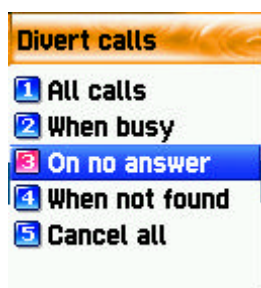 Divert calls
1 All calls
2 When busy
3 On no answer
4 When not found
5 Cancel all